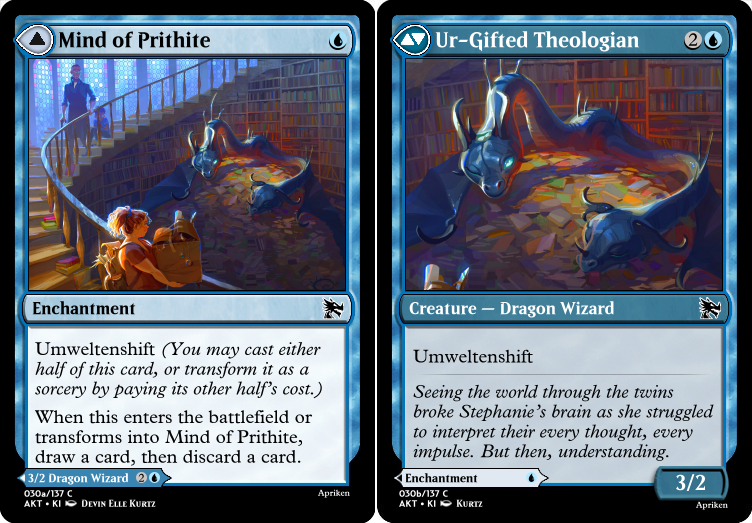 Mind of Prithite
Enchantment
Umweltenshift (You may cast either
half of this card, or transform it as a
sorcery by paying its other half's cost.)
When this enters the battlefield or
transforms into Mind of Prithite,
draw a card, then discard a card.
3/2 Dragon Wizard 2
030a/137 C
AKT • KI DEVIN ELLE KURTZ
Apriken
Ur-Gifted Theologian 2
Creature — Dragon Wizard
Umweltenshift
Seeing the world through the twins
broke Stephanie's brain as she struggled
to interpret their every thought, every
impulse. But then, understanding.
Enchantment
3/2
030b/137 C
AKT • KI KURTZ
Apriken